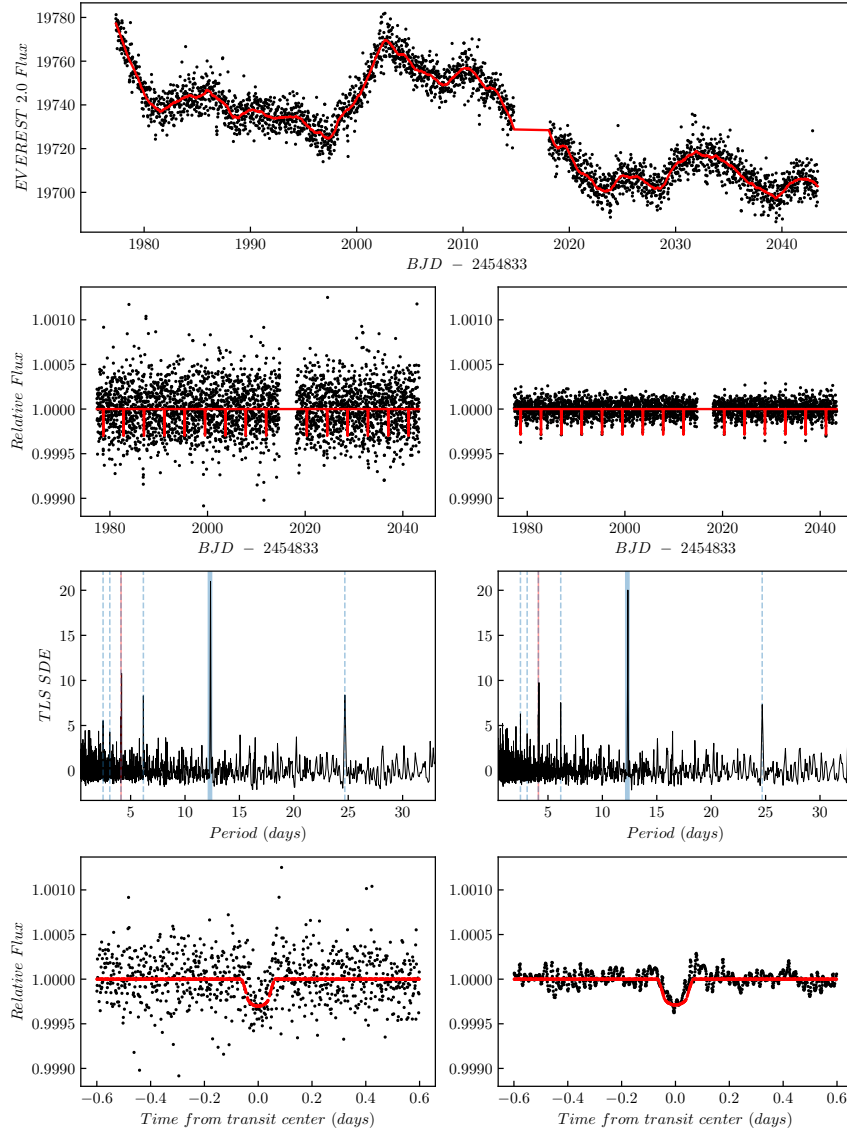 19780
19760
19740
19720
19700
EVEREST 2.0 Flux
1980 1990 2000 2010 2020 2030 2040
BJD − 2454833
1.0010
1.0005
1.0000
0.9995
0.9990
Relative Flux
1980 2000 2020 2040
BJD − 2454833
1.0010
1.0005
1.0000
0.9995
0.9990
1980 2000 2020 2040
BJD − 2454833
20
15
10
5
0
TLS SDE
5 10 15 20 25 30
Period (days)
20
15
10
5
0
5 10 15 20 25 30
Period (days)
1.0010
1.0005
1.0000
0.9995
0.9990
Relative Flux
−0.6 −0.4 −0.2 0.0 0.2 0.4 0.6
Time from transit center (days)
1.0010
1.0005
1.0000
0.9995
0.9990
−0.6 −0.4 −0.2 0.0 0.2 0.4 0.6
Time from transit center (days)